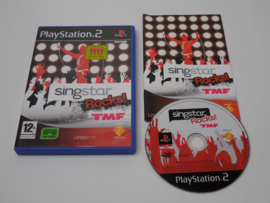 PlayStation 2
singstar
Rocks!
TMF
12+
singstar
Rocks!
TMF
singstar
Rocks!
TMF
PlayStation 2